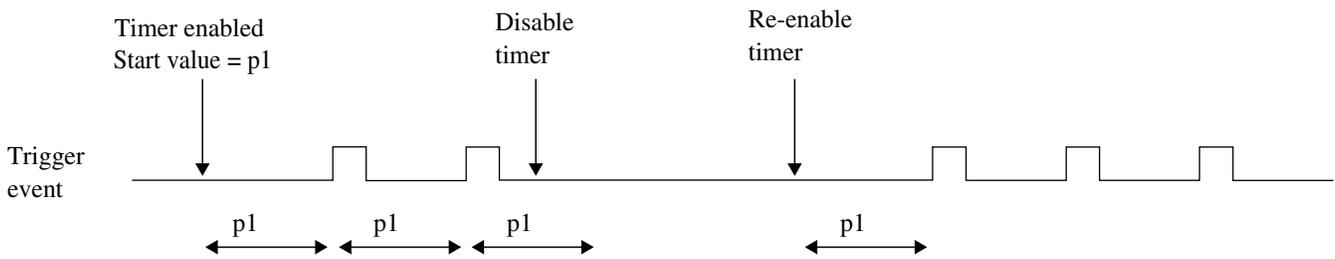 Timer enabled
Start value = p1
Disable
timer
Re-enable
timer
Trigger
event
p1
p1
p1
p1